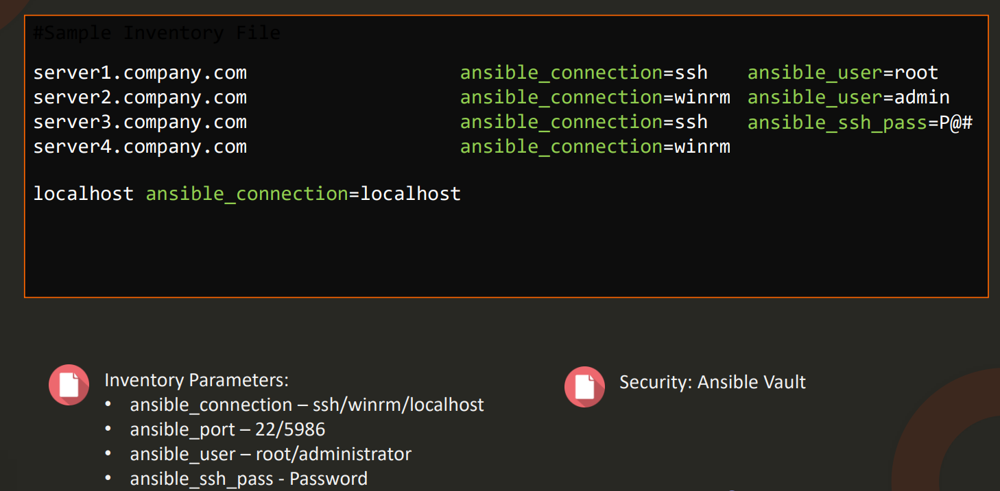 #Sample Inventory File
server1.company.com ansible_connection=ssh ansible_user=root
server2.company.com ansible_connection=winrm ansible_user=admin
server3.company.com ansible_connection=ssh ansible_ssh_pass=P@#
server4.company.com ansible_connection=winrm
localhost ansible_connection=localhost
Inventory Parameters:
• ansible_connection – ssh/winrm/localhost
• ansible_port – 22/5986
• ansible_user – root/administrator
• ansible_ssh_pass - Password
Security: Ansible Vault